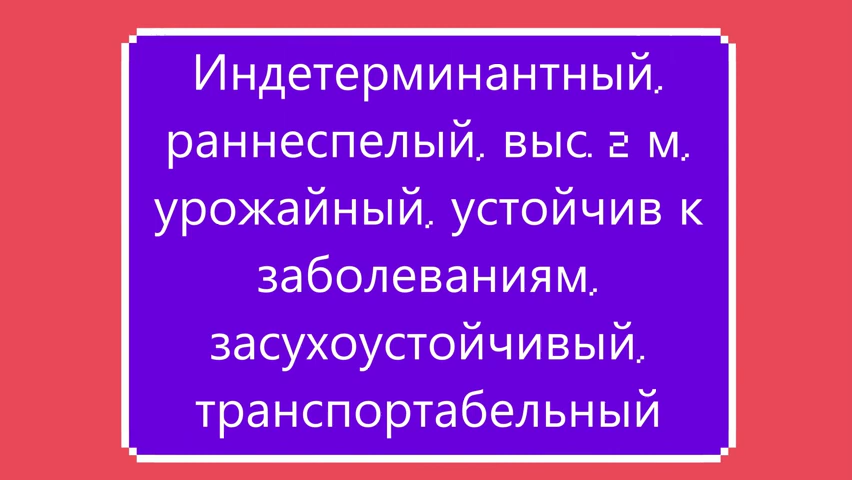 Индетерминантный,
раннеспелый, выс. 2 м,
урожайный, устойчив к
заболеваниям,
засухоустойчивый,
транспортабельный